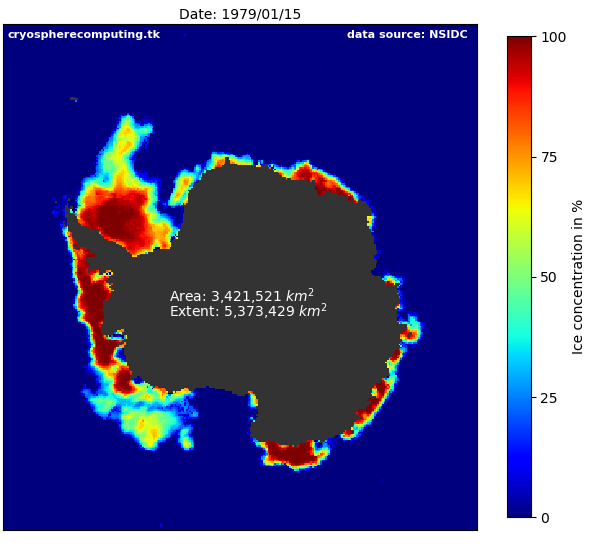 Date: 1979/01/15
cryospherecomputing.tk
data source: NSIDC
Area: 3,421,521 km²
Extent: 5,373,429 km²
100
75
50
25
0
Ice concentration in %